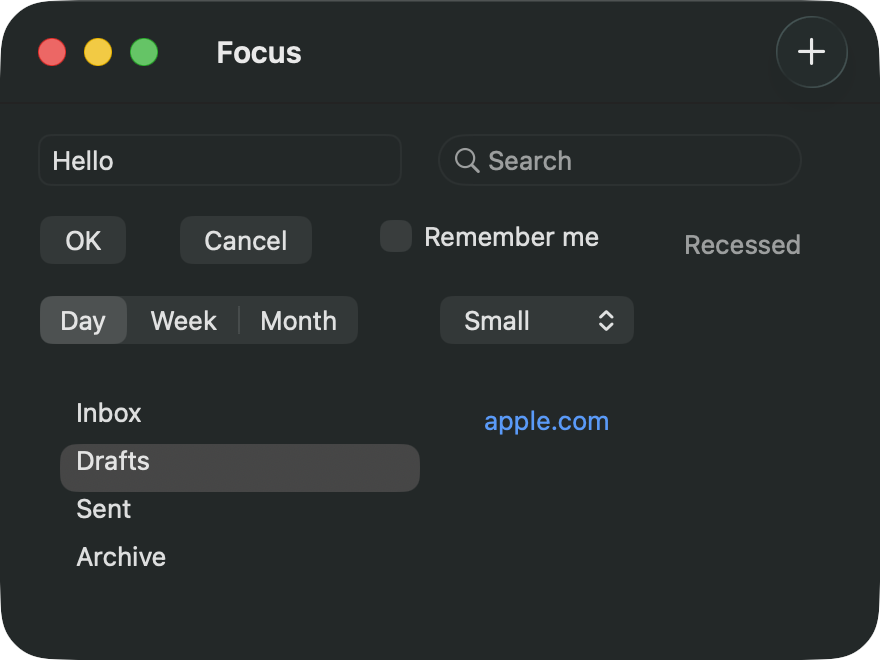 Focus
Hello
Search
OK
Cancel
Remember me
Recessed
Day
Week
Month
Small
Inbox
apple.com
Drafts
Sent
Archive